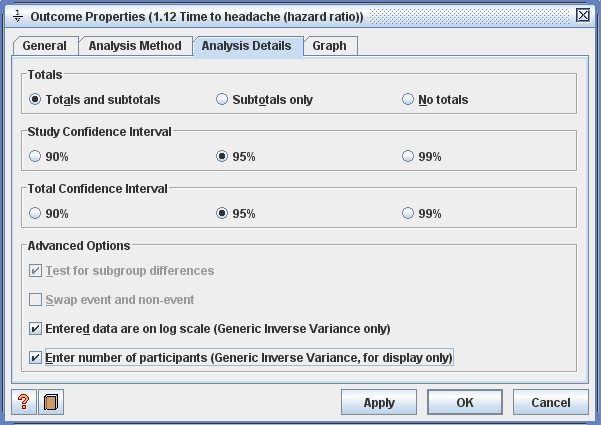 Outcome Properties (1.12 Time to headache (hazard ratio))
General Analysis Method Analysis Details Graph
Totals
Totals and subtotals Subtotals only No totals
Study Confidence Interval
90% 95% 99%
Total Confidence Interval
90% 95% 99%
Advanced Options
Test for subgroup differences
Swap event and non-event
Entered data are on log scale (Generic Inverse Variance only)
Enter number of participants (Generic Inverse Variance, for display only)
? Apply OK Cancel